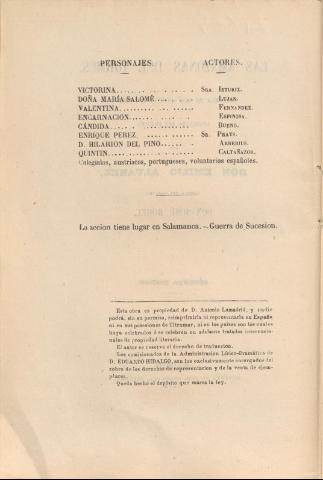 PERSONAJES. ACTORES.
VICTORINA. . . . . . . . . . . . . . . . . . SRA. ISTURIZ.
DOÑA MARÍA SALOMÉ. . . . . . . . . . . LUJAN.
VALENTINA. . . . . . . . . . . . . . . . . . FERNANDEZ.
ENCARNACION. . . . . . . . . . . . . . . . ESPINOSA.
CÁNDIDA. . . . . . . . . . . . . . . . . . . BUENO.
ENRIQUE PEREZ. . . . . . . . . . . . . . SR. PRATS.
D. HILARION DEL PINO. . . . . . . . . . ARDERIUS.
QUINTIN. . . . . . . . . . . . . . . . . . . CALTAÑAZOR.
Colegialas, austriacos, portugueses, voluntarios españoles.
La accion tiene lugar en Salamanca.—Guerra de Sucesion.
Esta obra es propiedad de D. Antonio Lamadrid, y nadie
podrá, sin su permiso, reimprimirla ni representarla en España
ni en sus posesiones de Ultramar, ni en los países con los cuales
haya celebrados ó se celebren en adelante tratados internacio-
nales de propiedad literaria.
El autor se reserva el derecho de traduccion.
Los comisionados de la Administracion Lírico-Dramática de
D. EDUARDO HIDALGO, son los exclusivamente encargados del
cobro de los derechos de representacion y de la venta de ejem-
plares.
Queda hecho el depósito que marca la ley.